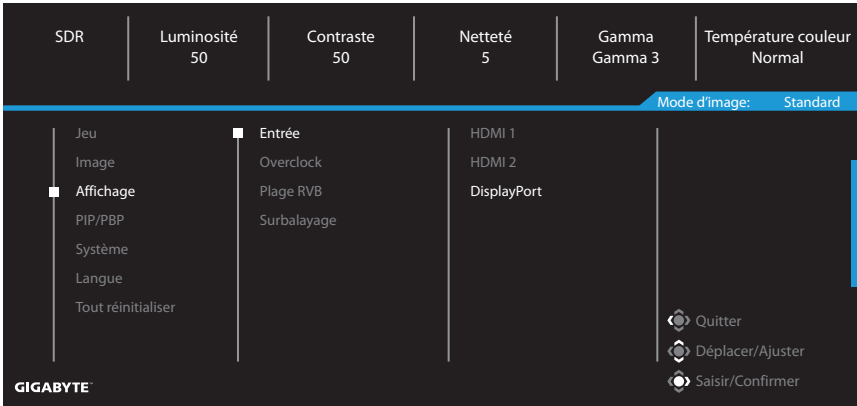 SDR
Luminosité
50
Contraste
50
Netteté
5
Gamma
Gamma 3
Température couleur
Normal
Mode d'image: Standard
Jeu
Image
Affichage
PIP/PBP
Système
Langue
Tout réinitialiser
Entrée
Overclock
Plage RVB
Surbalayage
HDMI 1
HDMI 2
DisplayPort
Quitter
Déplacer/Ajuster
Saisir/Confirmer
GIGABYTE™